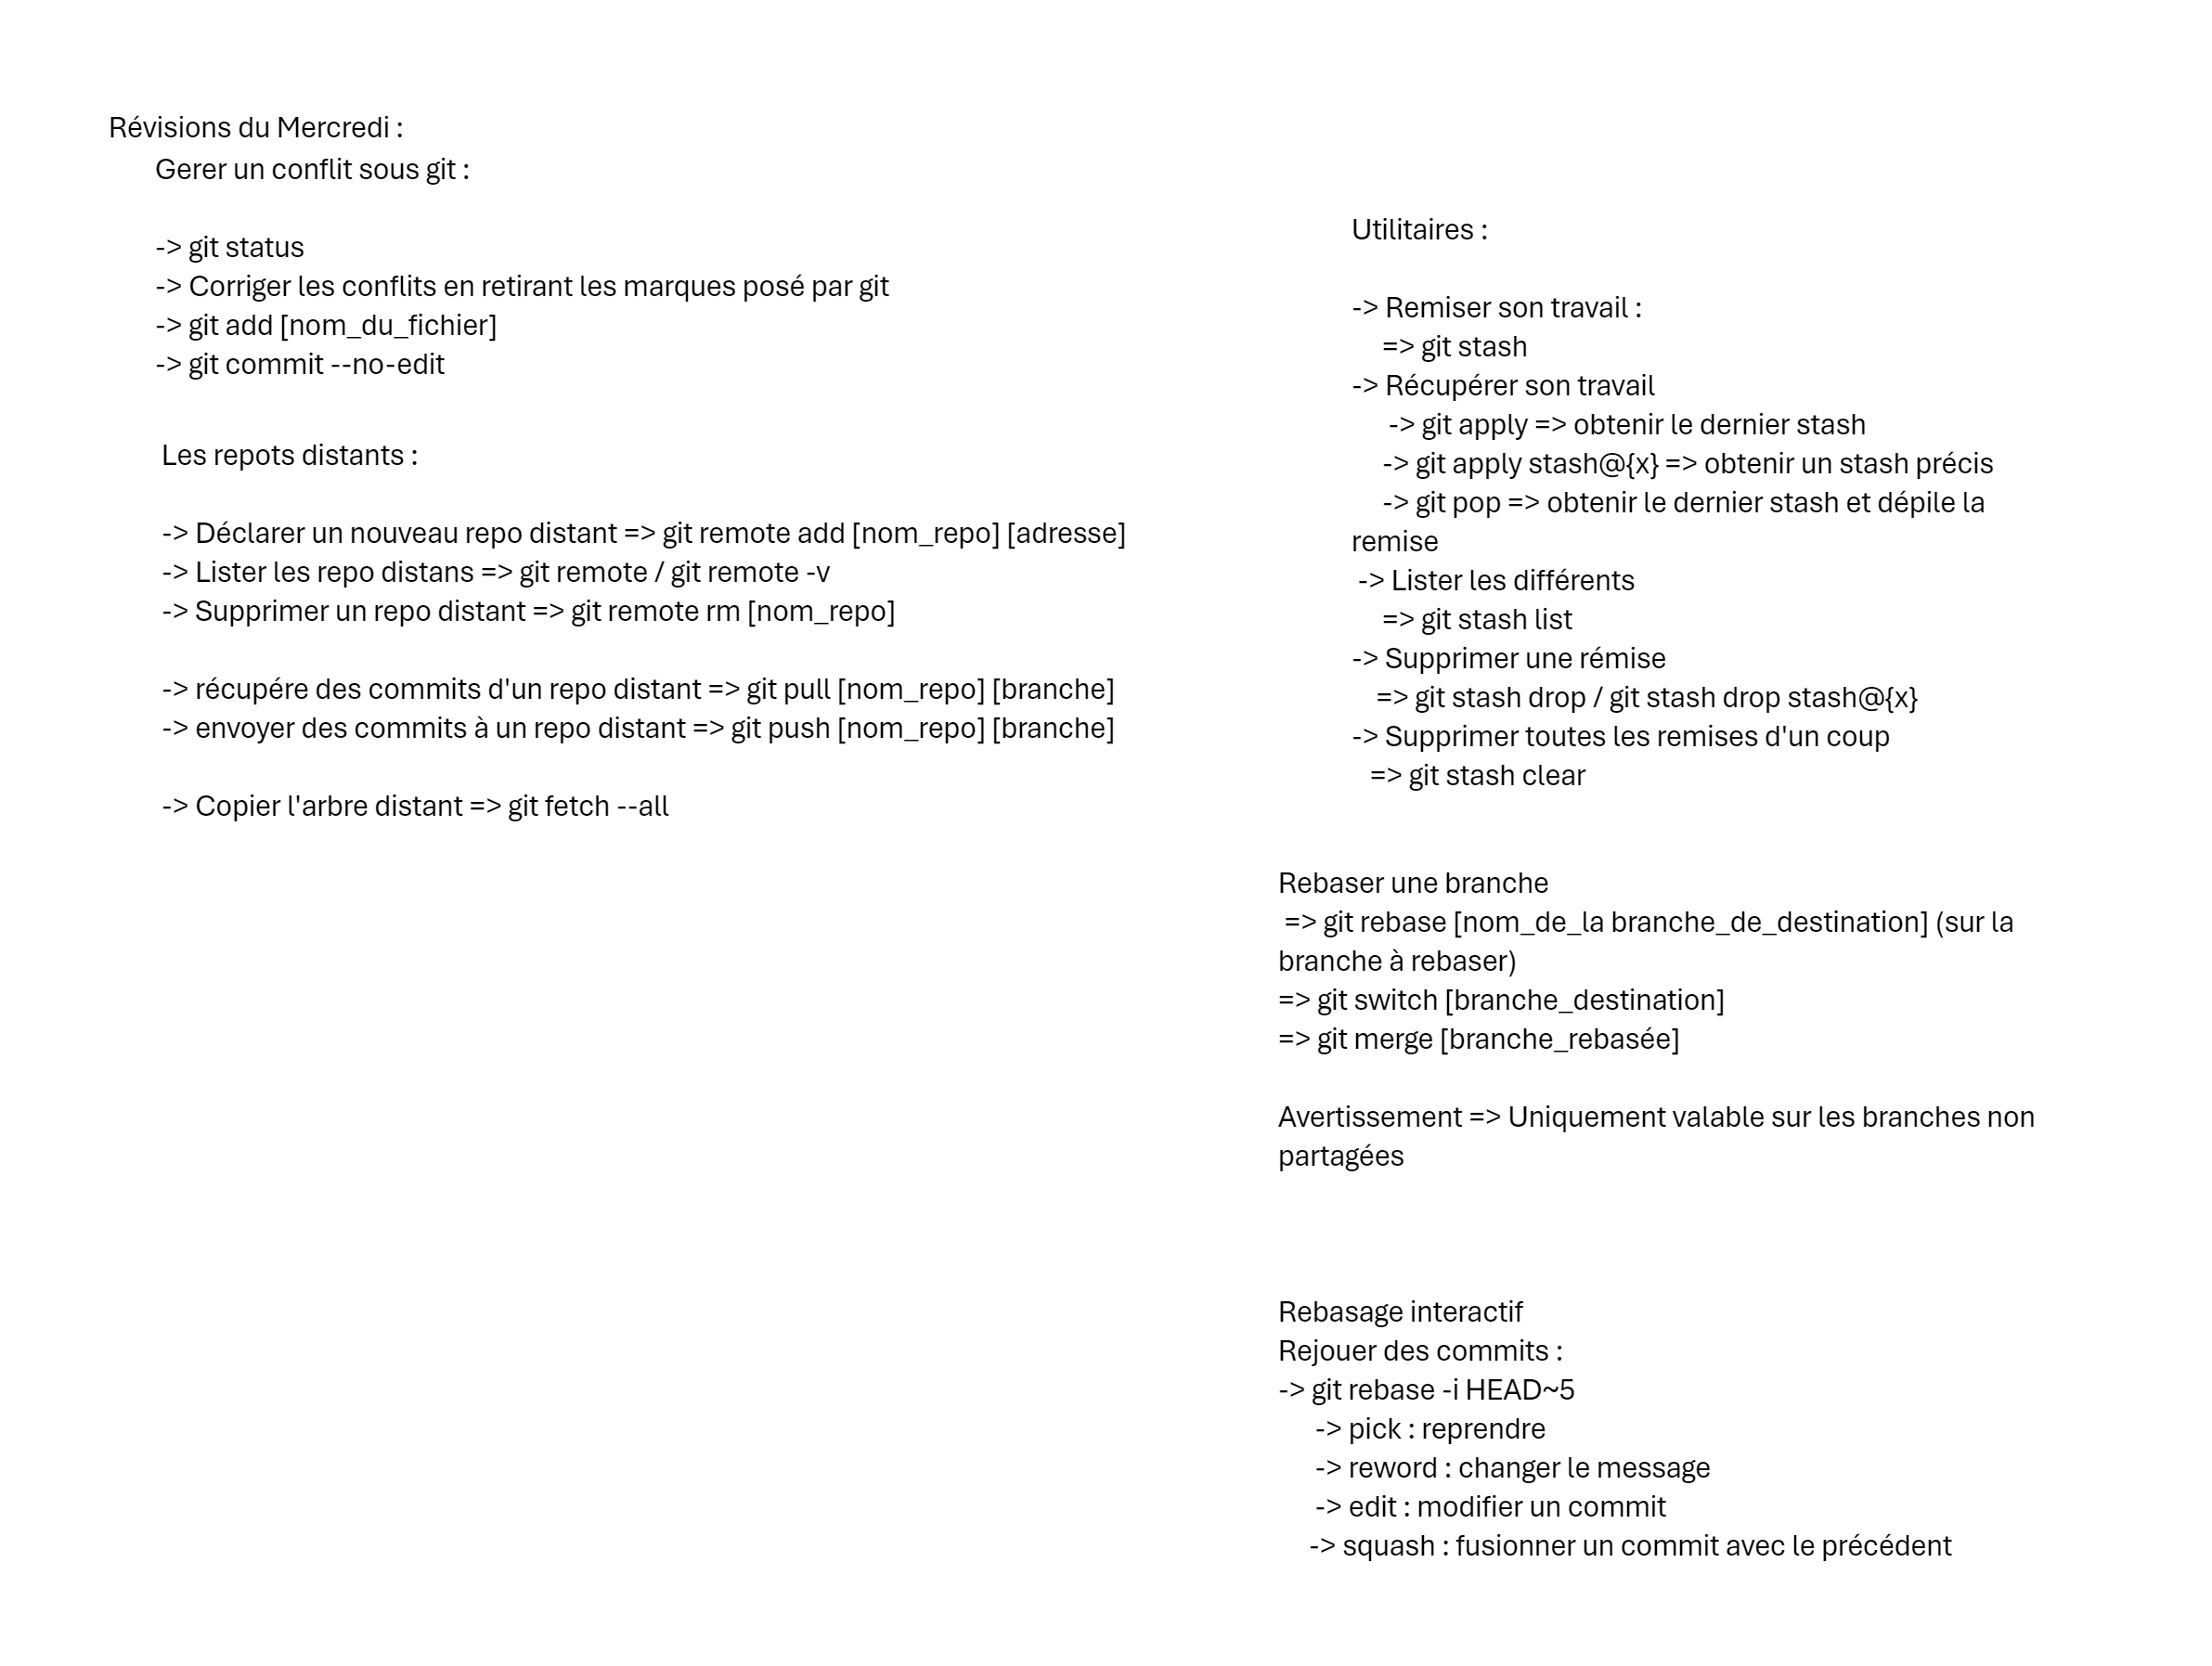 Révisions du Mercredi :
Gerer un conflit sous git :
-> git status
-> Corriger les conflits en retirant les marques posé par git
-> git add [nom_du_fichier]
-> git commit --no-edit
Les repots distants :
-> Déclarer un nouveau repo distant => git remote add [nom_repo] [adresse]
-> Lister les repo distans => git remote / git remote -v
-> Supprimer un repo distant => git remote rm [nom_repo]
-> récupére des commits d'un repo distant => git pull [nom_repo] [branche]
-> envoyer des commits à un repo distant => git push [nom_repo] [branche]
-> Copier l'arbre distant => git fetch --all
Utilitaires :
-> Remiser son travail :
=> git stash
-> Récupérer son travail
-> git apply => obtenir le dernier stash
-> git apply stash@{x} => obtenir un stash précis
-> git pop => obtenir le dernier stash et dépile la
remise
-> Lister les différents
=> git stash list
-> Supprimer une rémise
=> git stash drop / git stash drop stash@{x}
-> Supprimer toutes les remises d'un coup
=> git stash clear
Rebaser une branche
=> git rebase [nom_de_la branche_de_destination] (sur la
branche à rebaser)
=> git switch [branche_destination]
=> git merge [branche_rebasée]
Avertissement => Uniquement valable sur les branches non
partagées
Rebasage interactif
Rejouer des commits :
-> git rebase -i HEAD~5
-> pick : reprendre
-> reword : changer le message
-> edit : modifier un commit
-> squash : fusionner un commit avec le précédent